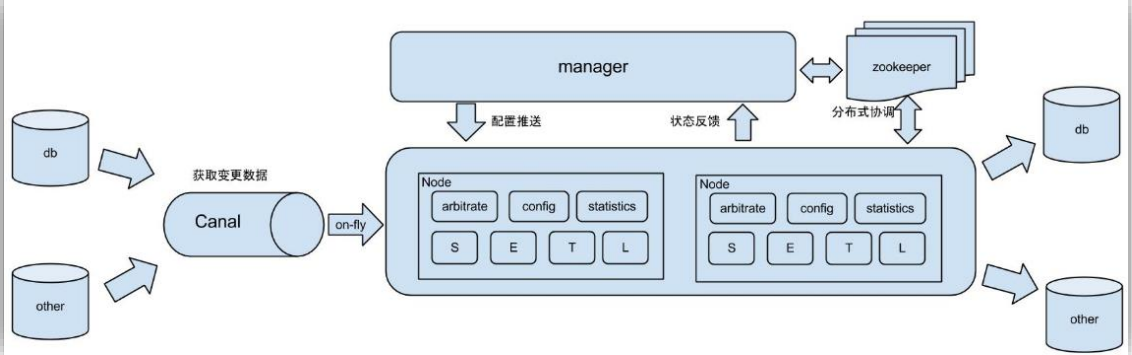 manager
zookeeper
配置推送
状态反馈
分布式协调
db
获取变更数据
Canal
on-fly
other
Node
arbitrate
config
statistics
S
E
T
L
Node
arbitrate
config
statistics
S
E
T
L
db
other